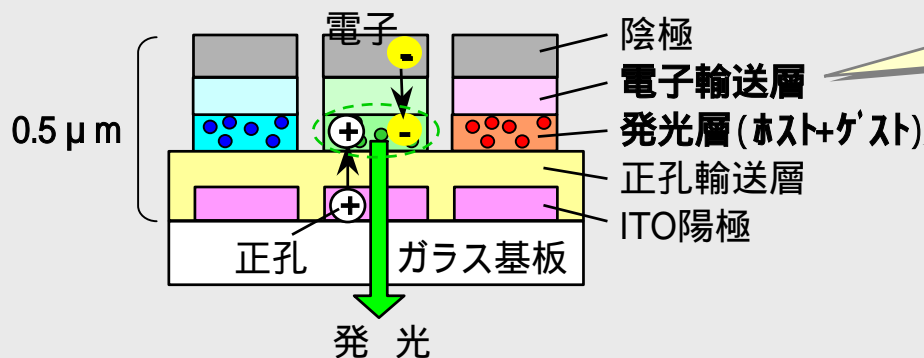 電子
陰極
電子輸送層
発光層(ﾎｽﾄ+ｹﾞｽﾄ)
正孔輸送層
ITO陽極
0.5μm
-
-
+
+
正孔
ガラス基板
発 光